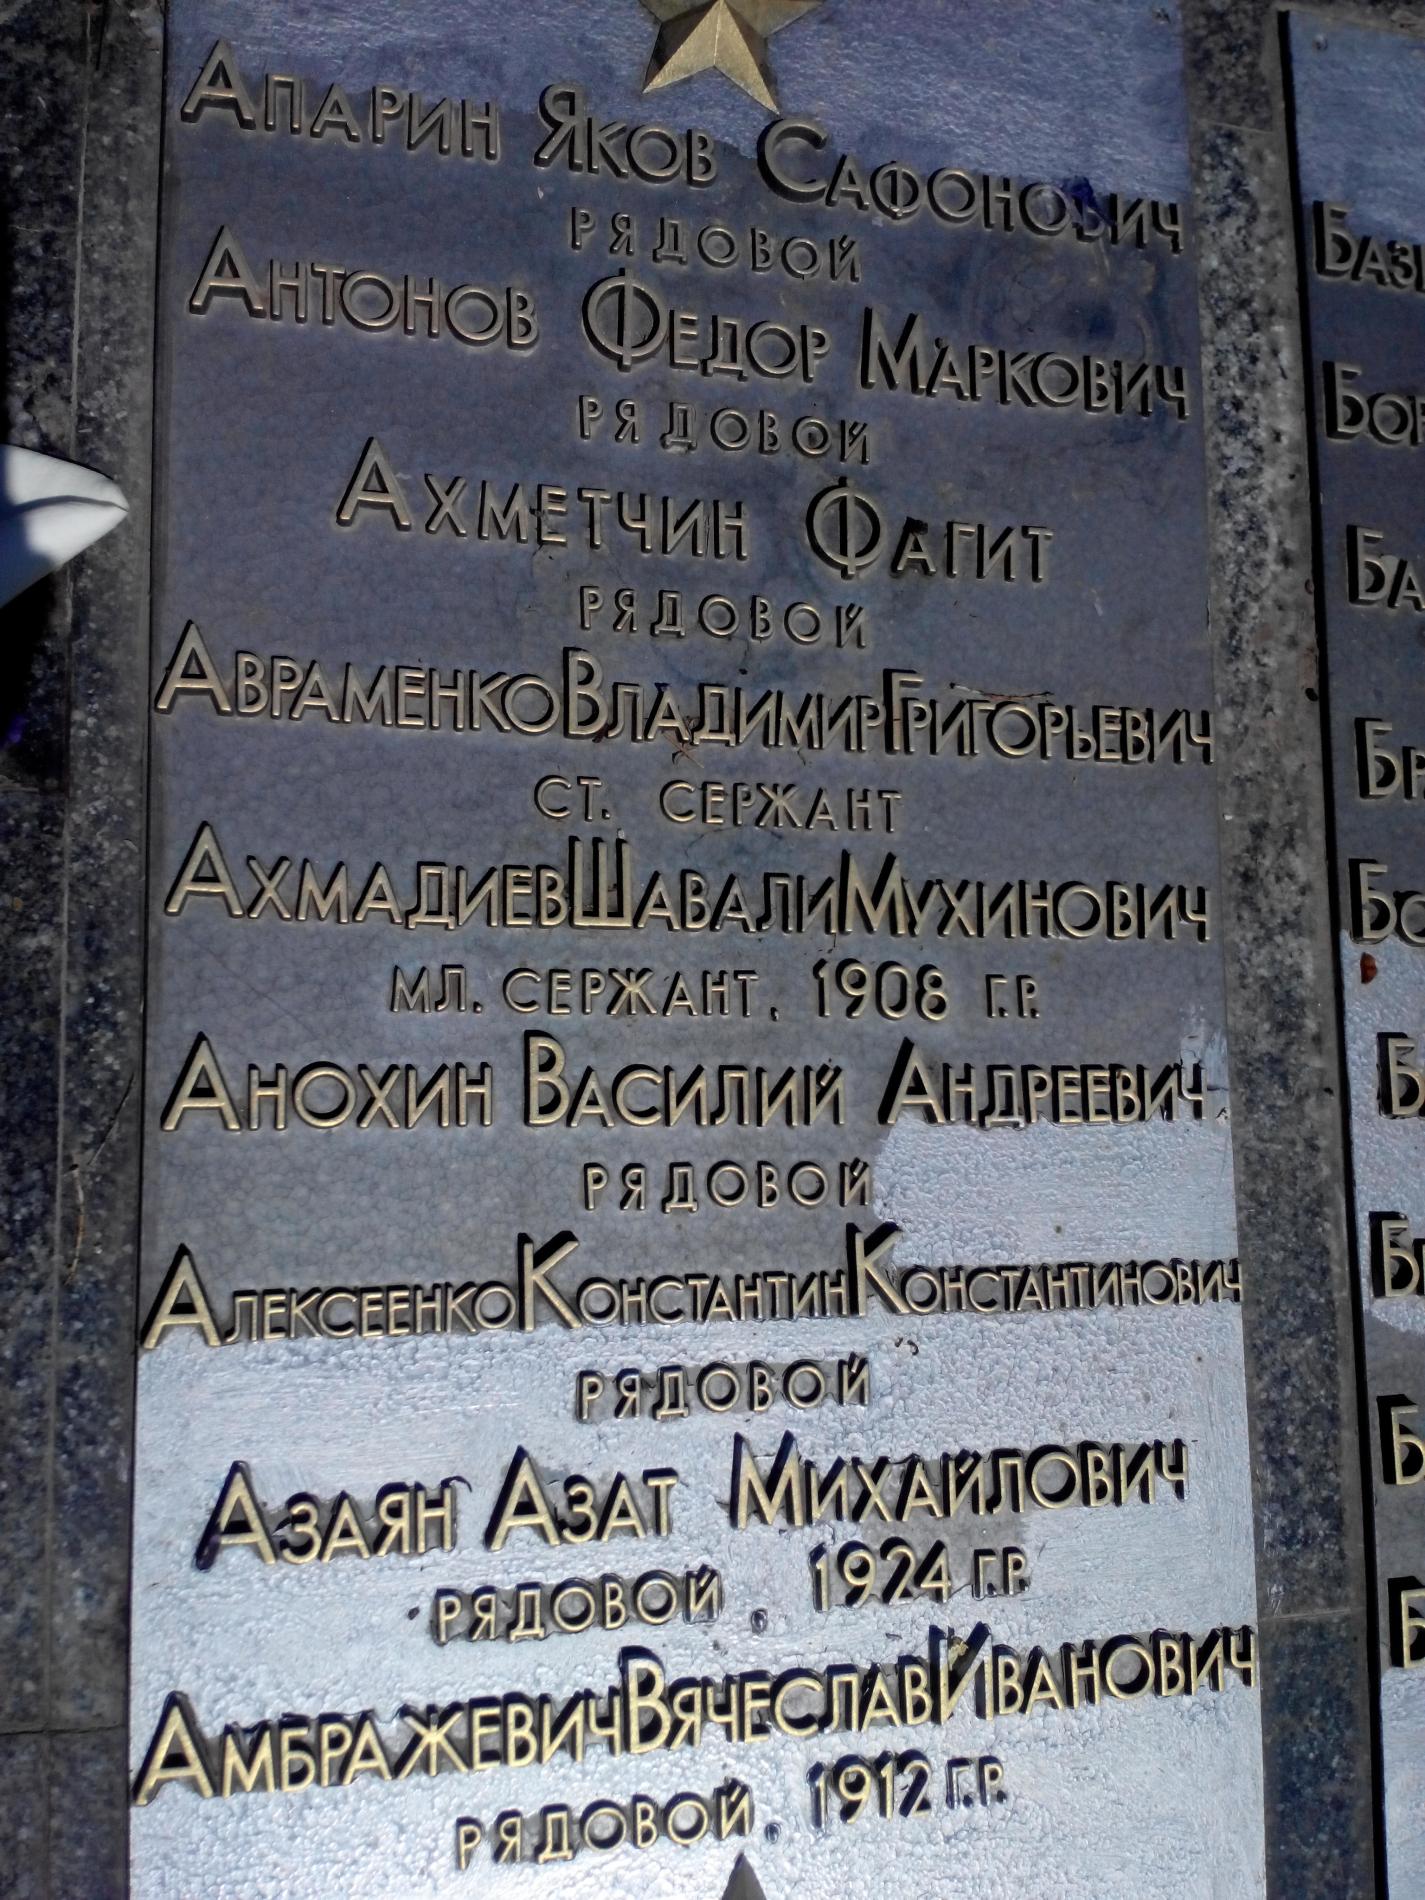 Апарин Яков Сафонович
рядовой
Антонов Федор Маркович
рядовой
Ахметчин Фагит
рядовой
Авраменко Владимир Григорьевич
ст. сержант
Ахмадиев Шавали Мухинович
мл. сержант, 1908 г.р.
Анохин Василий Андреевич
рядовой
Алексеенко Константин Константинович
рядовой
Азаян Азат Михайлович
рядовой, 1924 г.р.
Амбражевич Вячеслав Иванович
рядовой, 1912 г.р.